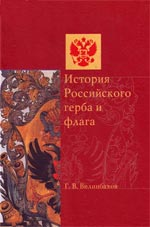 История
Российского
герба и
флага
Г. В. Вилинбахов